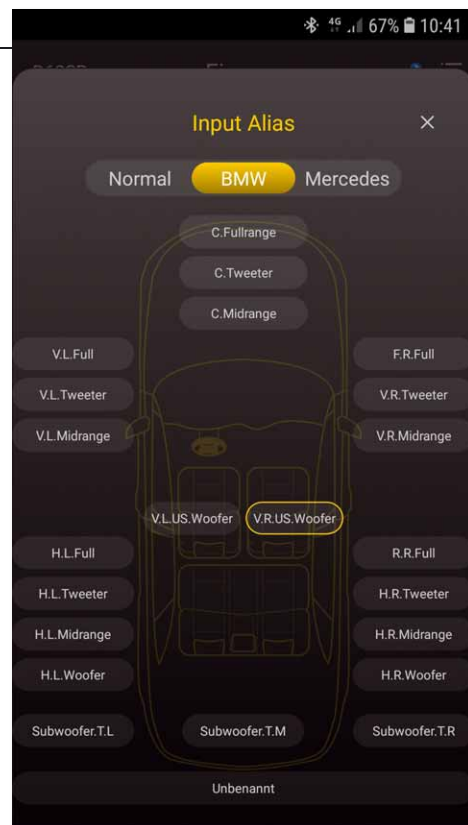 4G 67% 10:41
Input Alias ×
Normal BMW Mercedes
C.Fullrange
C.Tweeter
C.Midrange
V.L.Full F.R.Full
V.L.Tweeter V.R.Tweeter
V.L.Midrange V.R.Midrange
V.L.US.Woofer V.R.US.Woofer
H.L.Full R.R.Full
H.L.Tweeter H.R.Tweeter
H.L.Midrange H.R.Midrange
H.L.Woofer H.R.Woofer
Subwoofer.T.L Subwoofer.T.M Subwoofer.T.R
Unbenannt